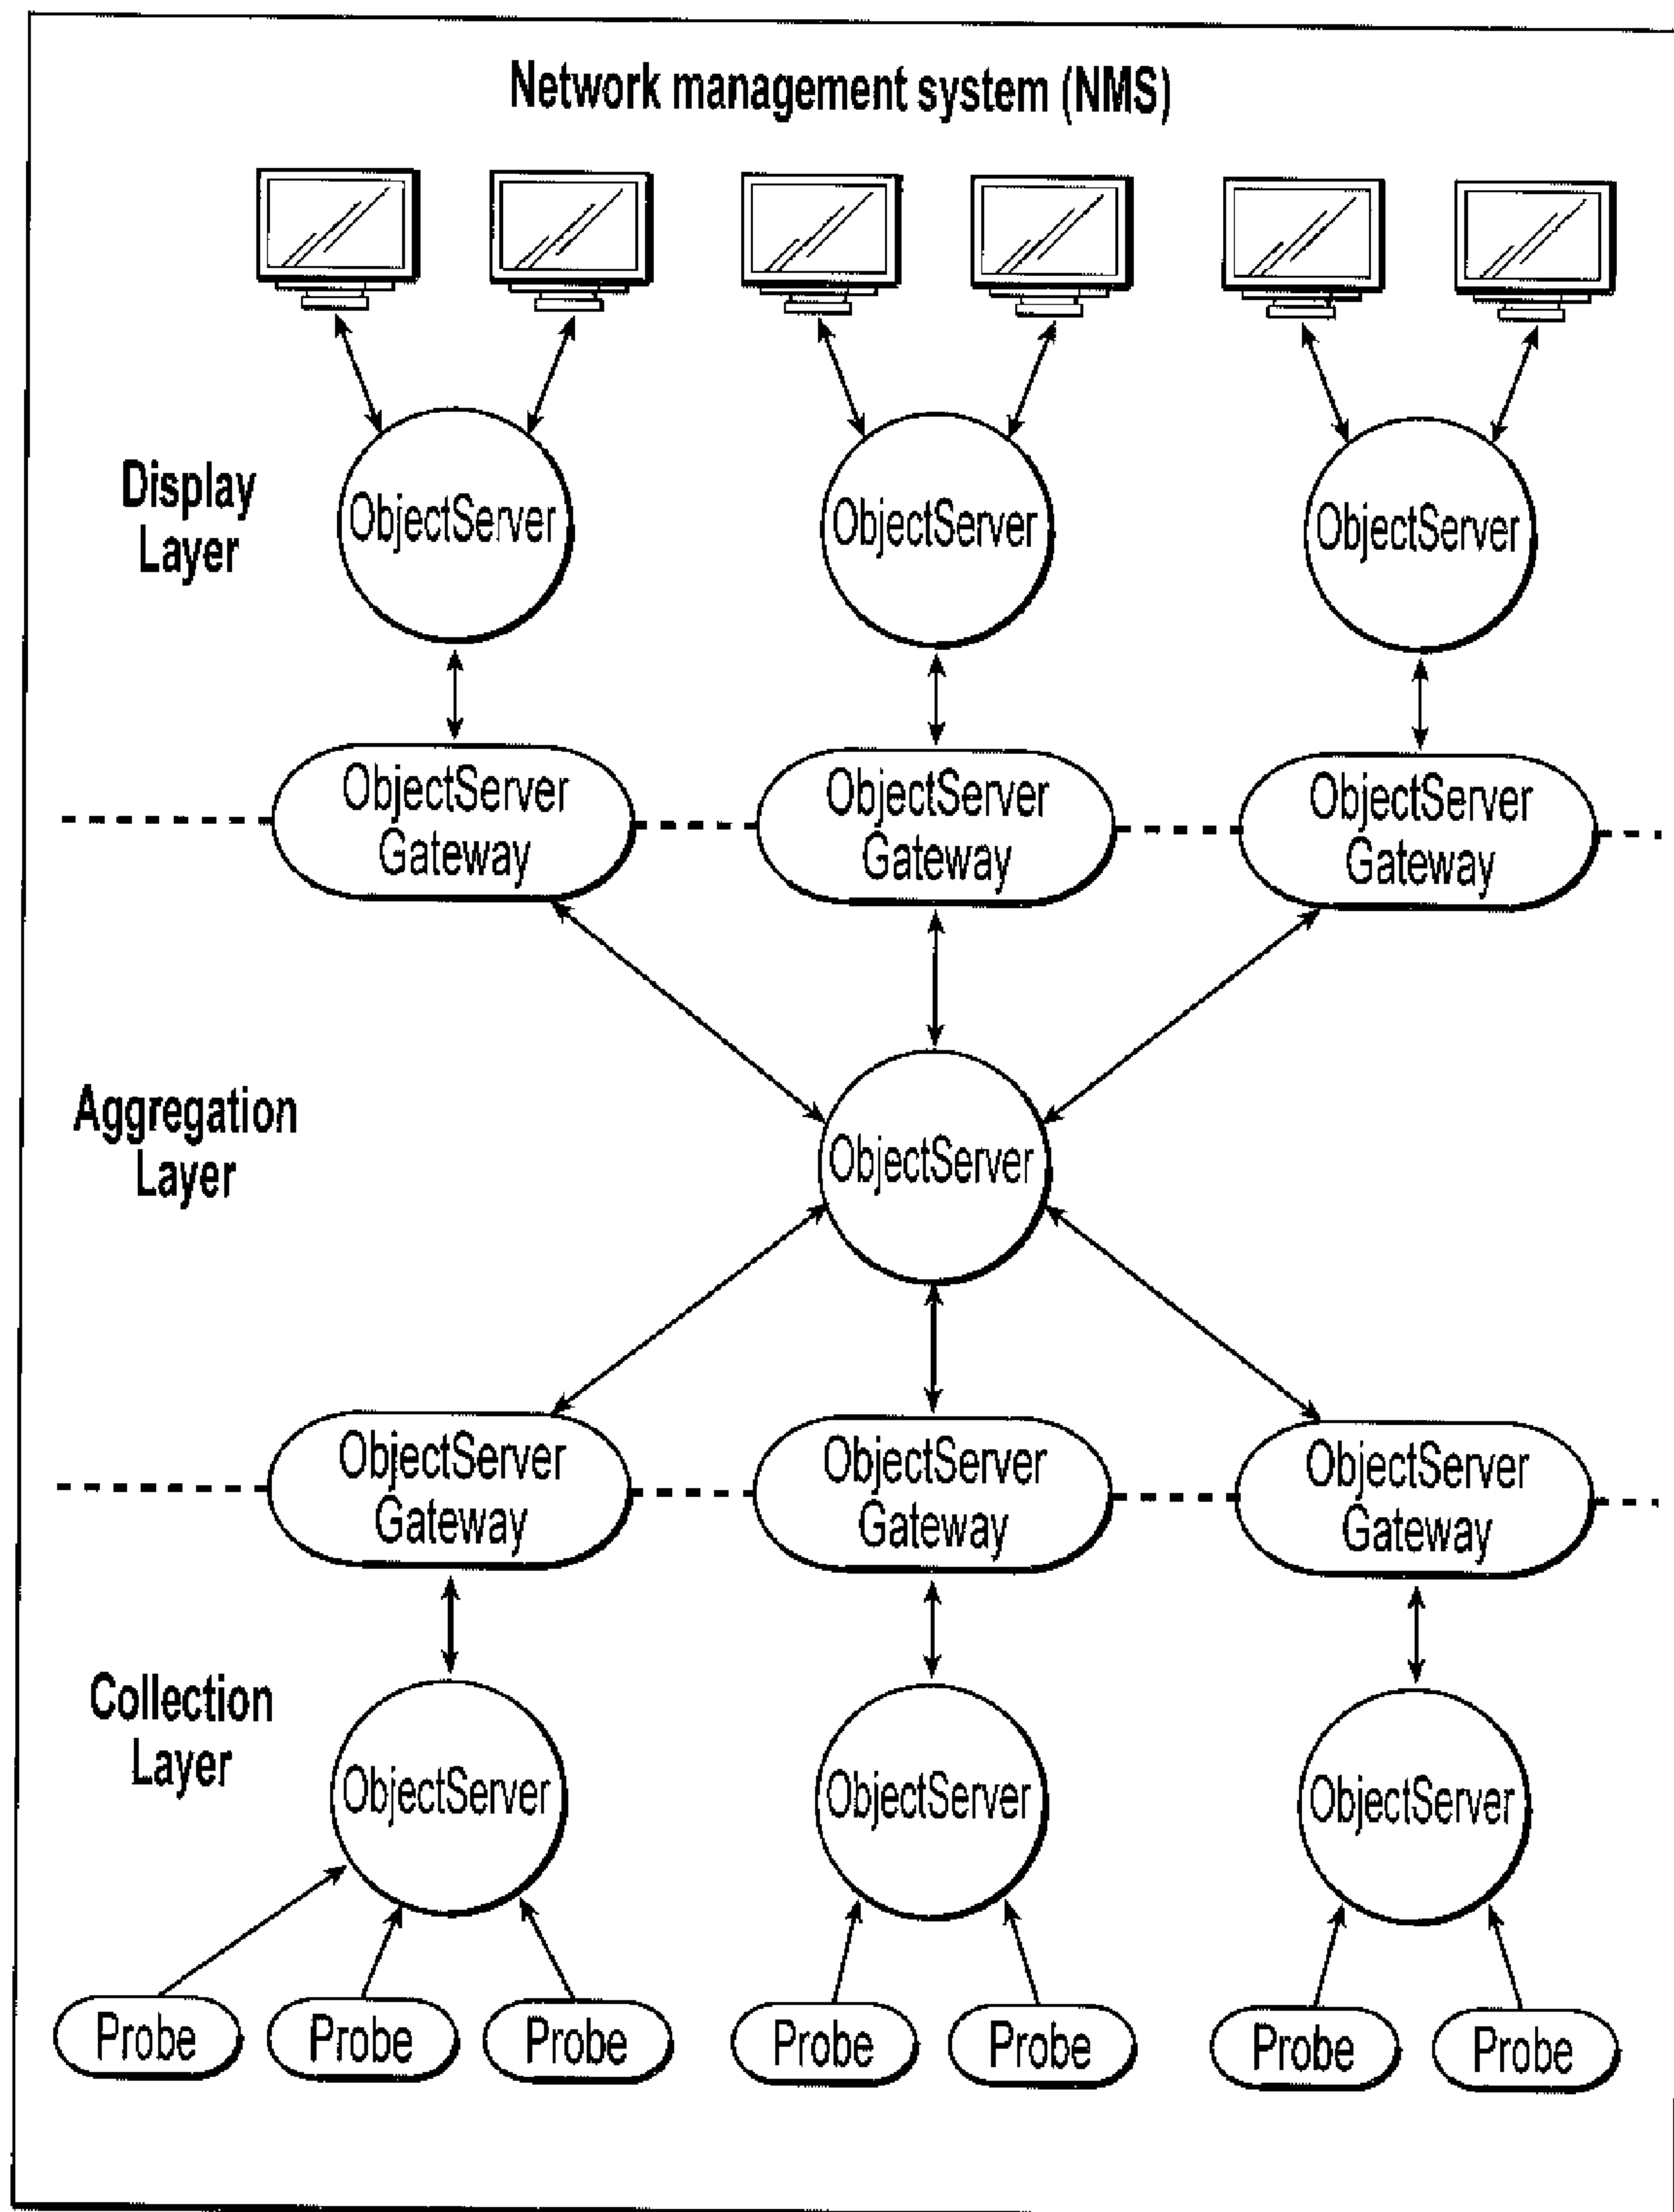 Network management system (NMS)
Display
Layer
ObjectServer
ObjectServer
ObjectServer
ObjectServer
Gateway
ObjectServer
Gateway
ObjectServer
Gateway
Aggregation
Layer
ObjectServer
ObjectServer
Gateway
ObjectServer
Gateway
ObjectServer
Gateway
Collection
Layer
ObjectServer
ObjectServer
ObjectServer
Probe
Probe
Probe
Probe
Probe
Probe
Probe